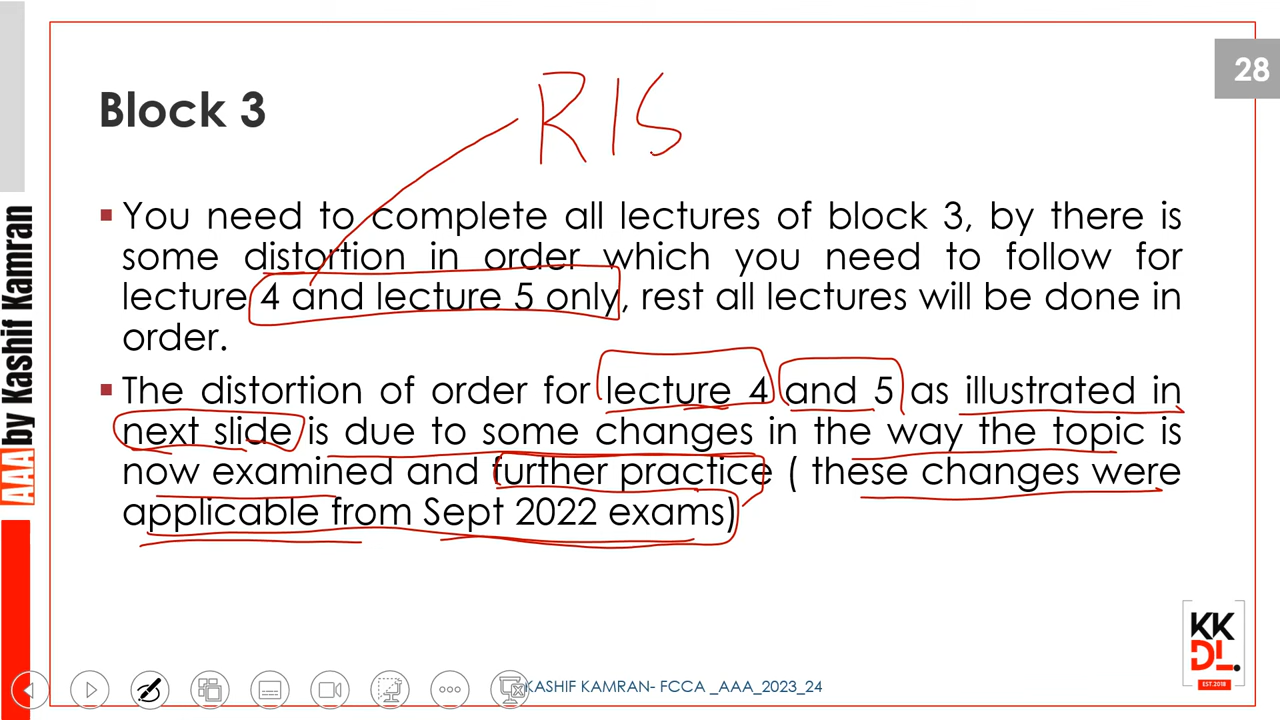 28
Block 3
RIS
You need to complete all lectures of block 3, by there is
some distortion in order which you need to follow for
lecture 4 and lecture 5 only, rest all lectures will be done in
order.
The distortion of order for lecture 4 and 5 as illustrated in
next slide is due to some changes in the way the topic is
now examined and further practice ( these changes were
applicable from Sept 2022 exams)
AAA by Kashif Kamran
KASHIF KAMRAN- FCCA _AAA_2023_24
KK
DL.
EST.2018